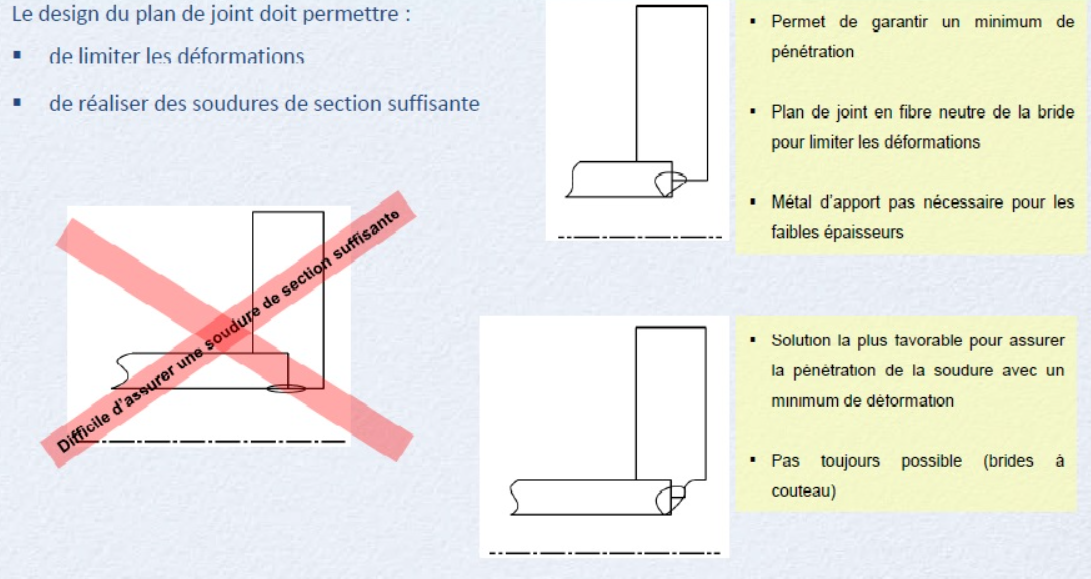 Le design du plan de joint doit permettre :
▪ de limiter les déformations
▪ de réaliser des soudures de section suffisante
Difficile d'assurer une soudure de section suffisante
▪ Permet de garantir un minimum de
pénétration
▪ Plan de joint en fibre neutre de la bride
pour limiter les déformations
▪ Métal d'apport pas nécessaire pour les
faibles épaisseurs
▪ Solution la plus favorable pour assurer
la pénétration de la soudure avec un
minimum de déformation
▪ Pas toujours possible (brides à
couteau)